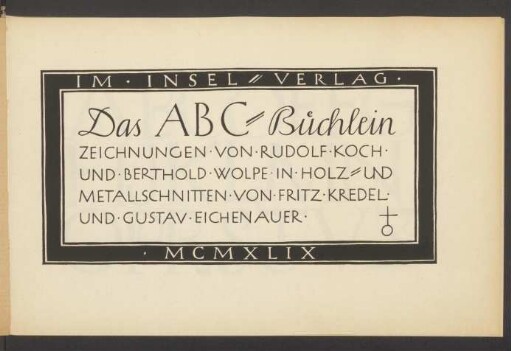 IM · INSEL = VERLAG ·
Das ABC = Büchlein
ZEICHNUNGEN · VON · RUDOLF · KOCH ·
UND · BERTHOLD · WOLPE · IN · HOLZ = UND
METALLSCHNITTEN · VON · FRITZ · KREDEL ·
UND · GUSTAV · EICHENAUER ·
· MCMXLIX